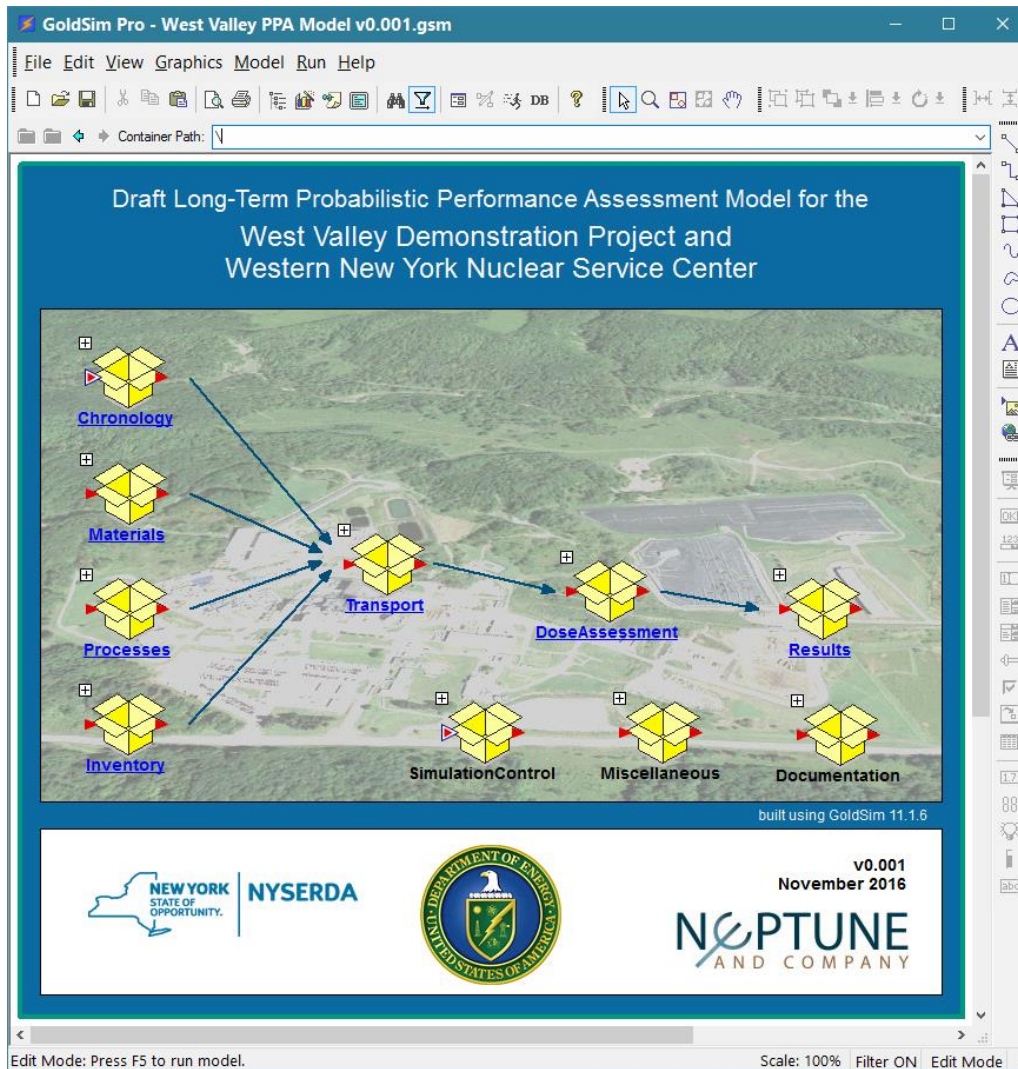 GoldSim Pro - West Valley PPA Model v0.001.gsm
File Edit View Graphics Model Run Help
DB
Container Path: \
Draft Long-Term Probabilistic Performance Assessment Model for the
West Valley Demonstration Project and
Western New York Nuclear Service Center
Chronology
Materials
Transport
Processes
DoseAssessment
Results
Inventory
SimulationControl
Miscellaneous
Documentation
built using GoldSim 11.1.6
NEW YORK
STATE OF
OPPORTUNITY.
NYSERDA
DEPARTMENT OF ENERGY
UNITED STATES OF AMERICA
v0.001
November 2016
NEPTUNE
AND COMPANY
Edit Mode: Press F5 to run model.
Scale: 100% Filter ON Edit Mode